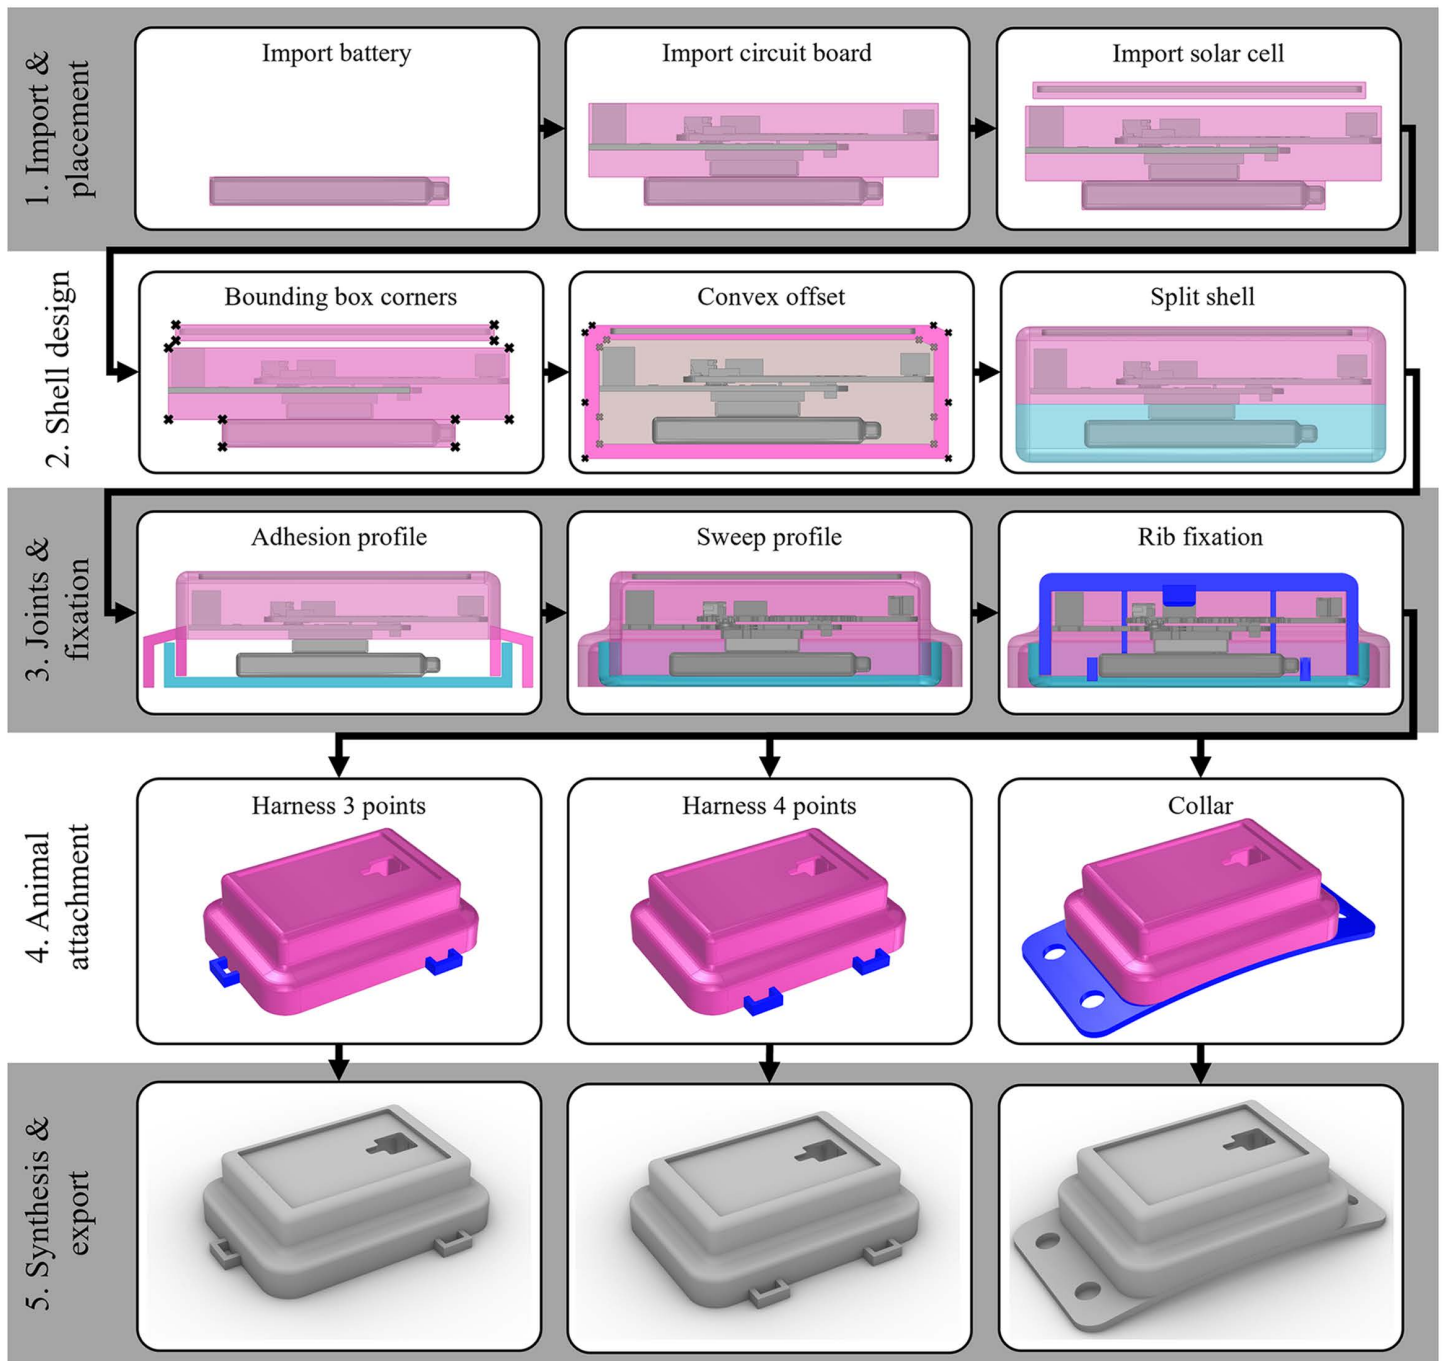 1. Import &
placement
Import battery
Import circuit board
Import solar cell
2. Shell design
Bounding box corners
Convex offset
Split shell
3. Joints &
fixation
Adhesion profile
Sweep profile
Rib fixation
4. Animal
attachment
Harness 3 points
Harness 4 points
Collar
5. Synthesis &
export